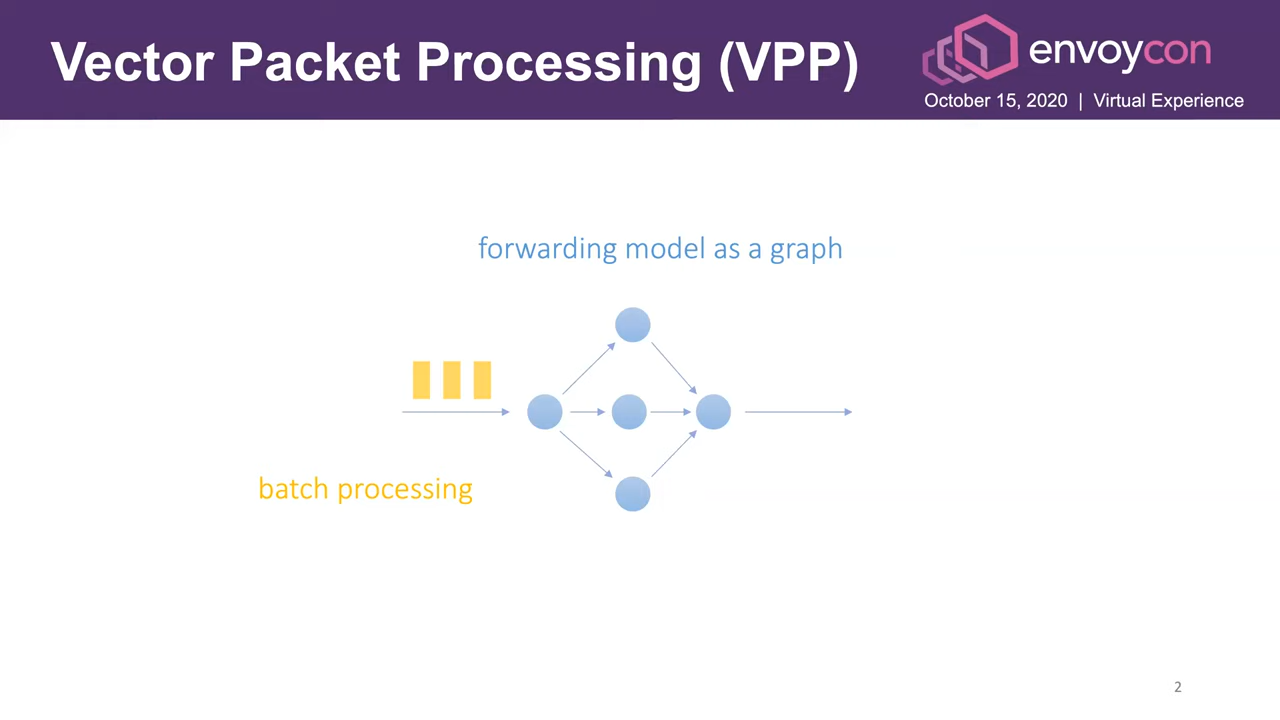 Vector Packet Processing (VPP)
envoycon
October 15, 2020 | Virtual Experience
forwarding model as a graph
batch processing
2